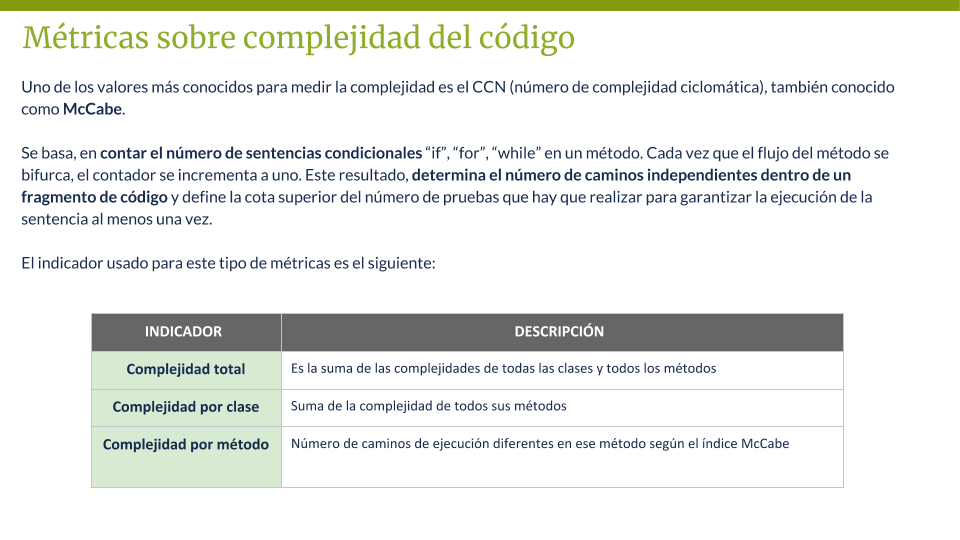 Métricas sobre complejidad del código
Uno de los valores más conocidos para medir la complejidad es el CCN (número de complejidad ciclomática), también conocido
como McCabe.
Se basa, en contar el número de sentencias condicionales “if”, “for”, “while” en un método. Cada vez que el flujo del método se
bifurca, el contador se incrementa a uno. Este resultado, determina el número de caminos independientes dentro de un
fragmento de código y define la cota superior del número de pruebas que hay que realizar para garantizar la ejecución de la
sentencia al menos una vez.
El indicador usado para este tipo de métricas es el siguiente:
INDICADOR DESCRIPCIÓN
Complejidad total Es la suma de las complejidades de todas las clases y todos los métodos
Complejidad por clase Suma de la complejidad de todos sus métodos
Complejidad por método Número de caminos de ejecución diferentes en ese método según el índice McCabe